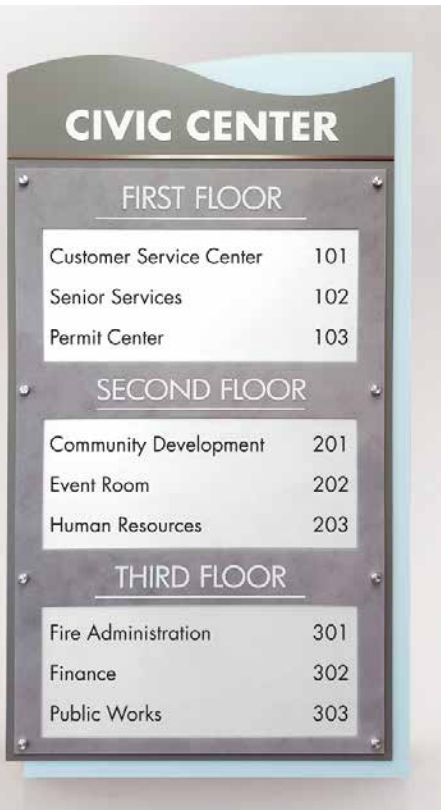 CIVIC CENTER
FIRST FLOOR
Customer Service Center 101
Senior Services 102
Permit Center 103
SECOND FLOOR
Community Development 201
Event Room 202
Human Resources 203
THIRD FLOOR
Fire Administration 301
Finance 302
Public Works 303